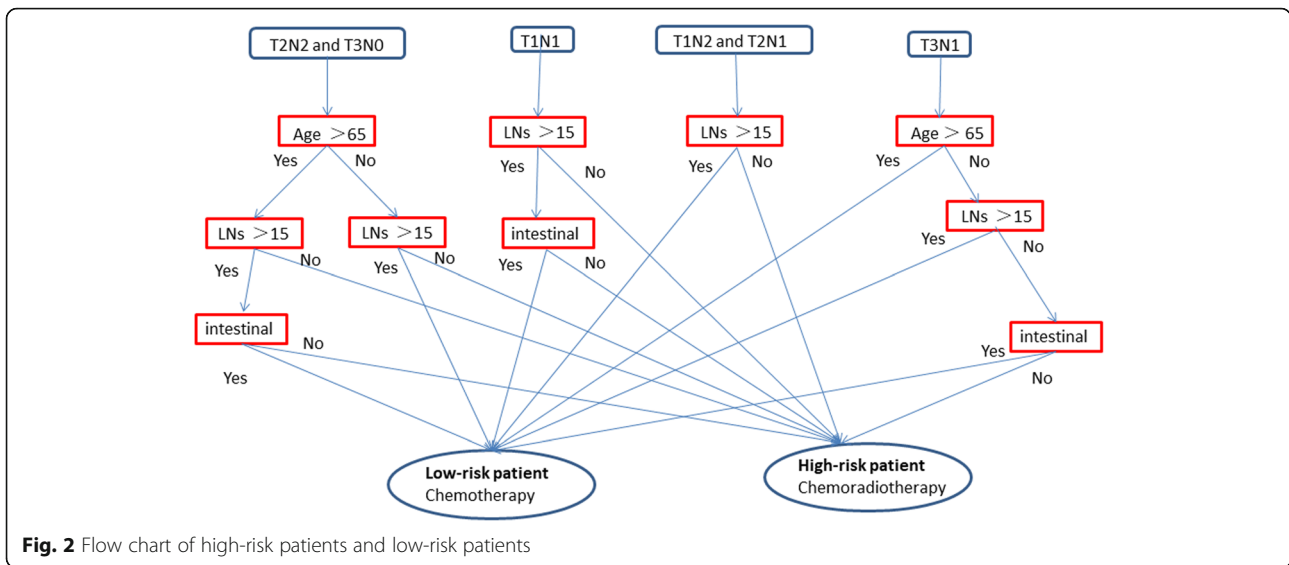 T2N2 and T3N0 T1N1 T1N2 and T2N1 T3N1
Age >65 LNs >15 LNs >15 Age > 65
Yes No Yes No Yes No Yes No
LNs >15 LNs >15 intestinal LNs >15
Yes No Yes No Yes No Yes No
intestinal intestinal
Yes No Yes No
Low-risk patient
Chemotherapy
High-risk patient
Chemoradiotherapy
Fig. 2 Flow chart of high-risk patients and low-risk patients